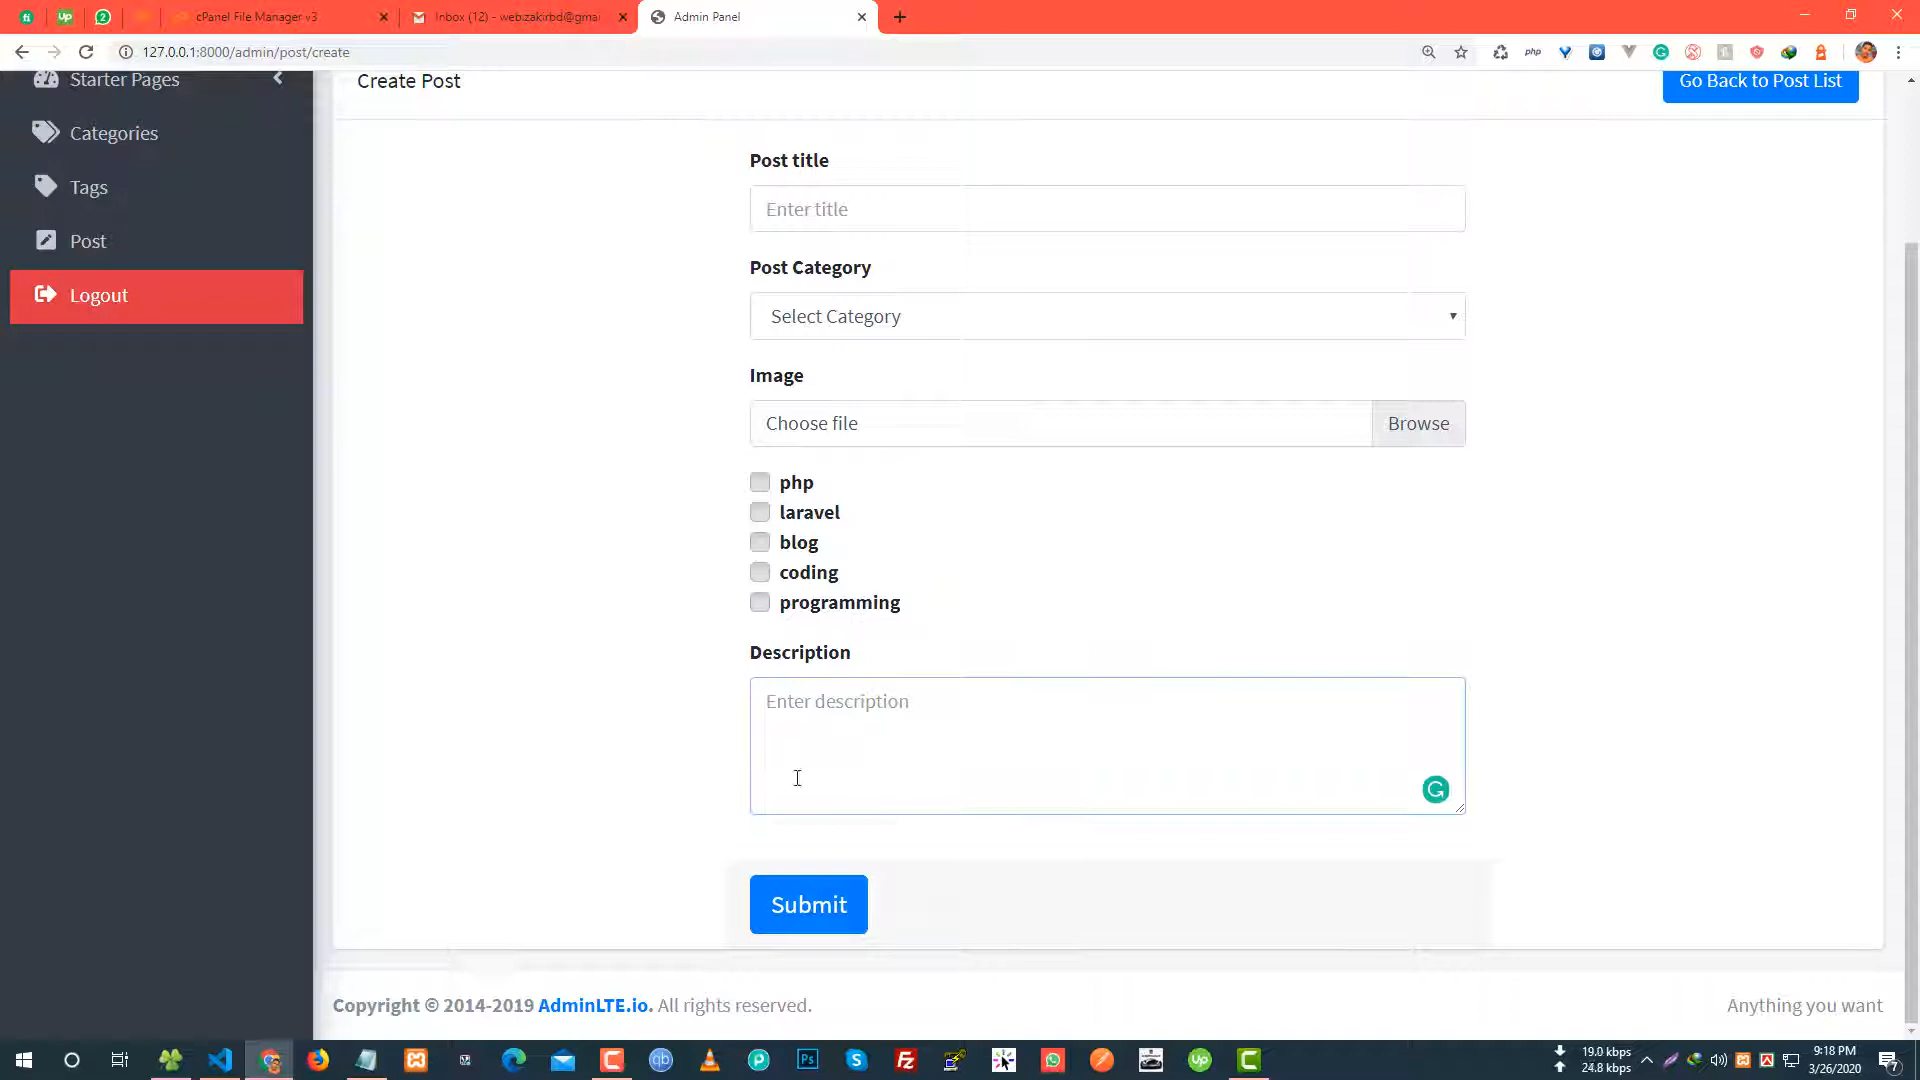 cPanel File Manager v3
Inbox (12) - web.zakirbd@gmai
Admin Panel
127.0.0.1:8000/admin/post/create
php
Starter Pages
Categories
Tags
Post
Logout
Create Post
Go Back to Post List
Post title
Enter title
Post Category
Select Category
Image
Choose file
Browse
php
laravel
blog
coding
programming
Description
Enter description
Submit
Copyright © 2014-2019 AdminLTE.io. All rights reserved.
Anything you want
19.0 kbps
24.8 kbps
9:18 PM
3/26/2020